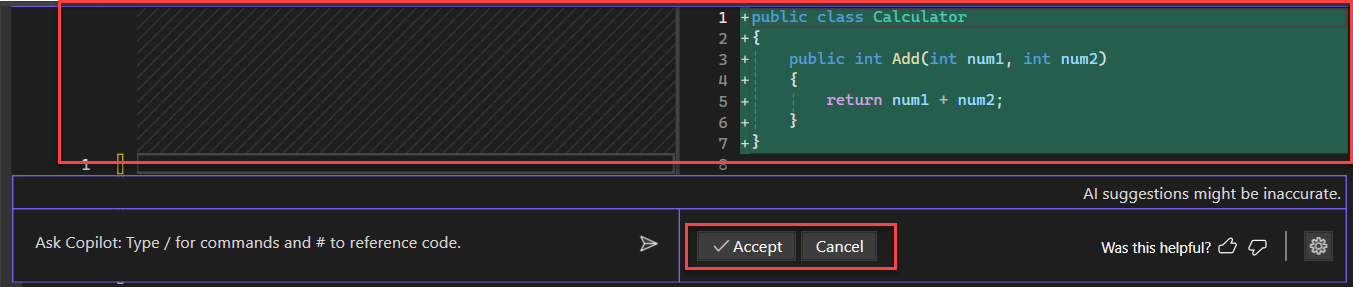 1 +public class Calculator
2 +{
3 +    public int Add(int num1, int num2)
4 +    {
5 +        return num1 + num2;
6 +    }
7 +}
1 8
AI suggestions might be inaccurate.
Ask Copilot: Type / for commands and # to reference code. Accept Cancel Was this helpful?